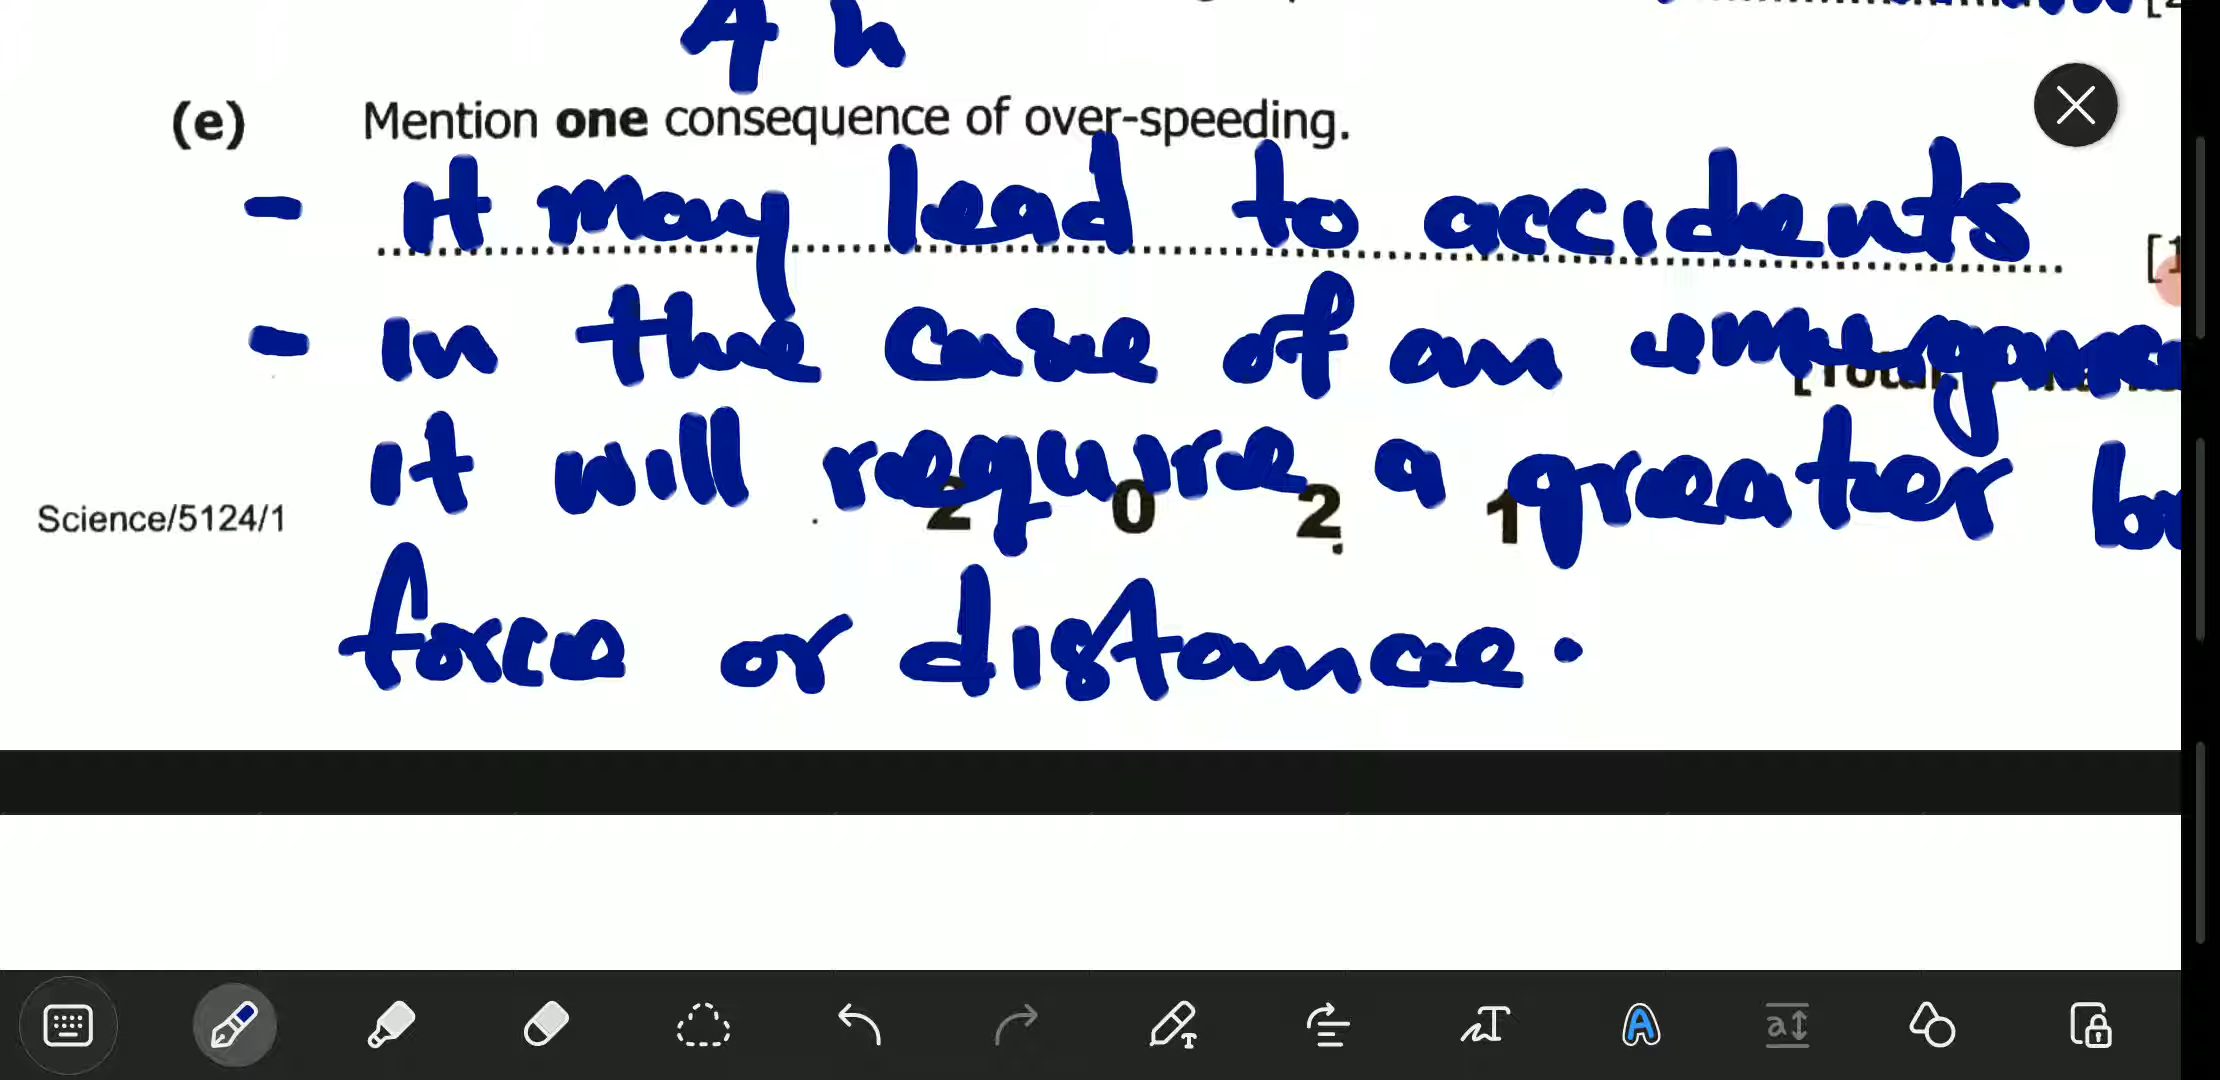 4 h
(e) Mention one consequence of over-speeding.
- It may lead to accidents
- in the case of an
it will require a greater
Science/5124/1 2 0 2 1
force or distance.